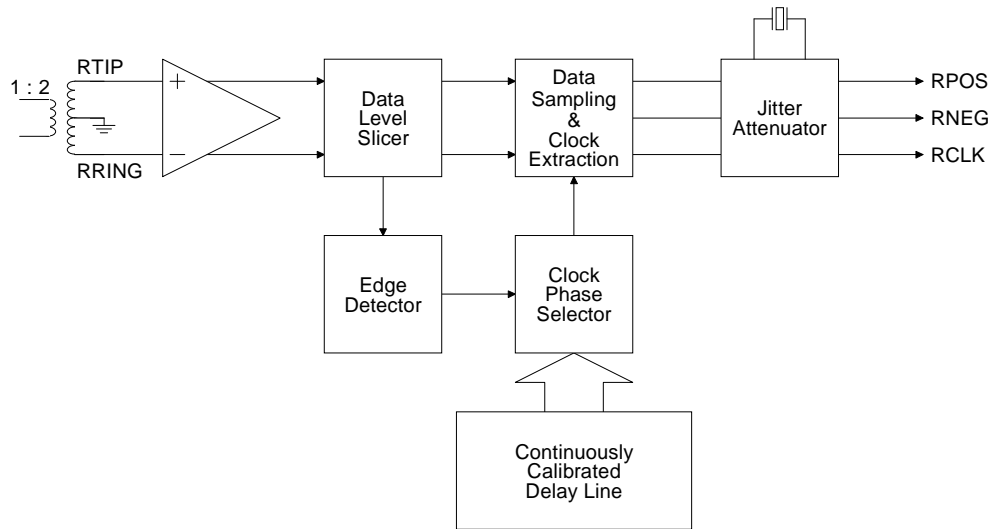 1 : 2
RTIP
RRING
+
−
Data
Level
Slicer
Data
Sampling
&
Clock
Extraction
Jitter
Attenuator
RPOS
RNEG
RCLK
Edge
Detector
Clock
Phase
Selector
Continuously
Calibrated
Delay Line